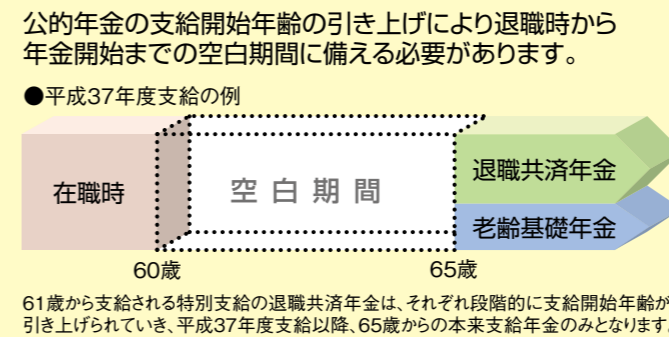 公的年金の支給開始年齢の引き上げにより退職時から
年金開始までの空白期間に備える必要があります。
●平成37年度支給の例
在職時
空白期間
退職共済年金
老齢基礎年金
60歳
65歳
61歳から支給される特別支給の退職共済年金は、それぞれ段階的に支給開始年齢が
引き上げられていき、平成37年度支給以降、65歳からの本来支給年金のみとなります。